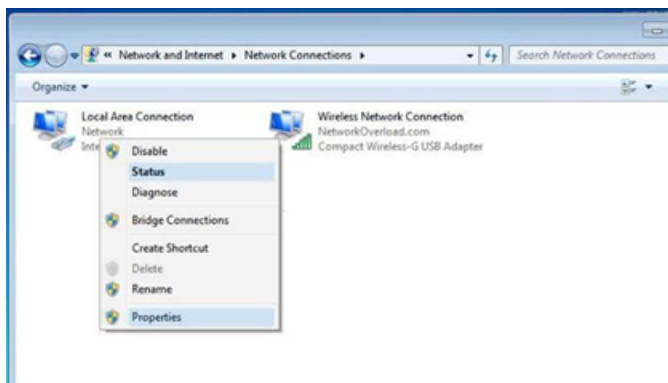 « Network and Internet ▸ Network Connections ▸
Search Network Connections
Organize
Local Area Connection
Network
Inte
Wireless Network Connection
NetworkOverload.com
Compact Wireless-G USB Adapter
Disable
Status
Diagnose
Bridge Connections
Create Shortcut
Delete
Rename
Properties